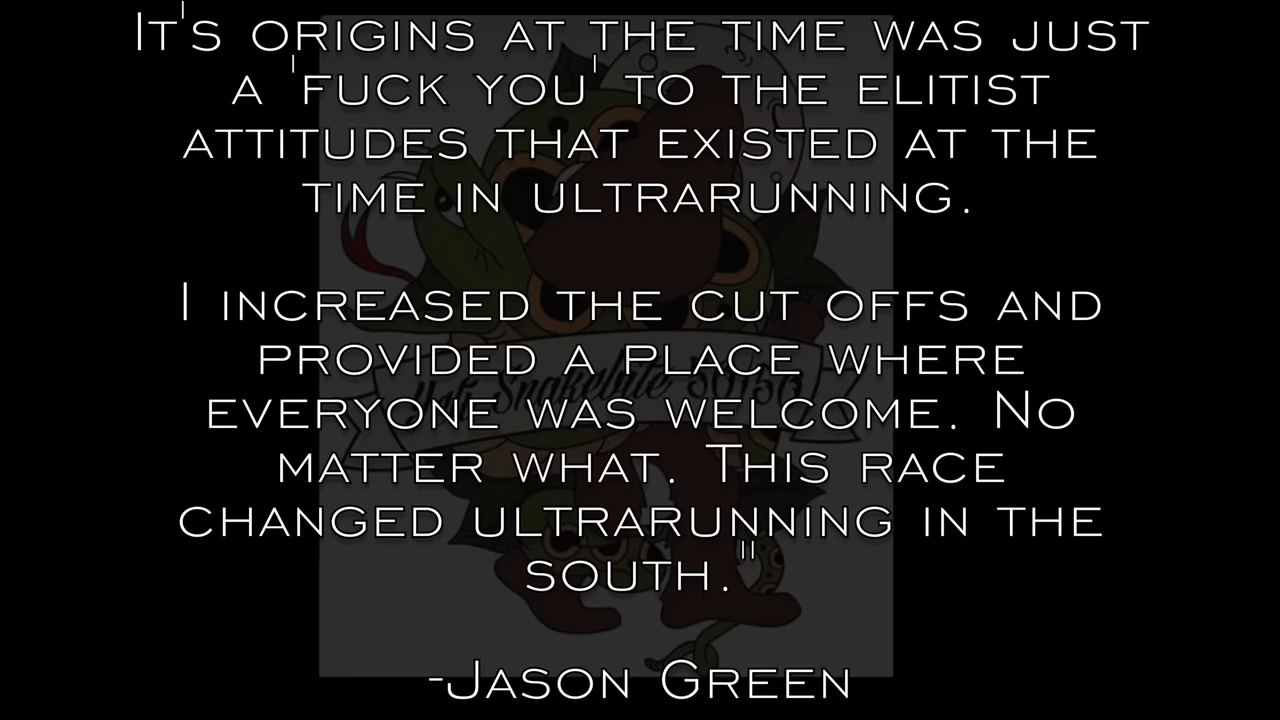 It's origins at the time was just
a 'fuck you' to the elitist
attitudes that existed at the
time in ultrarunning.
I increased the cut offs and
provided a place where
everyone was welcome. No
matter what. This race
changed ultrarunning in the
south."
-Jason Green